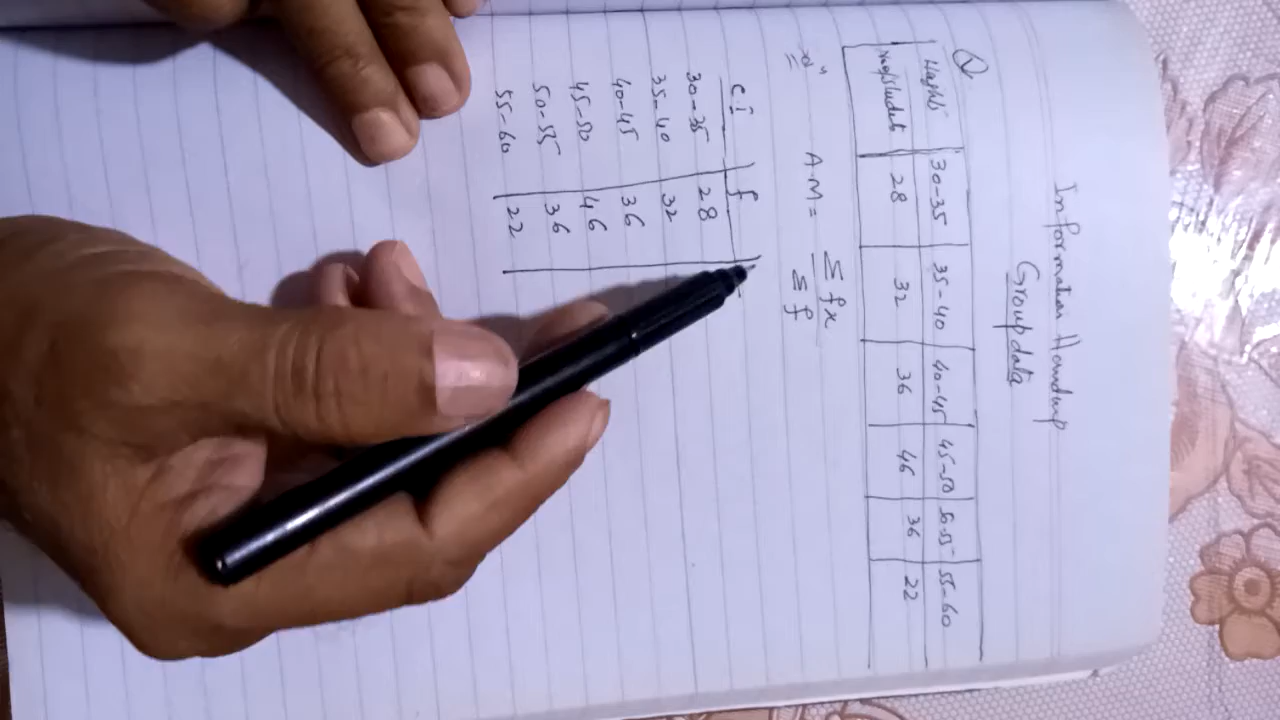 Information Hounslup
Group data
Q
Heights 30-35 35-40 40-45 45-50 50-55 55-60
No of students 28 32 36 46 36 22
A.M = Σfx
Σf
C.I f
30-35 28
35-40 32
40-45 36
45-50 46
50-55 36
55-60 22